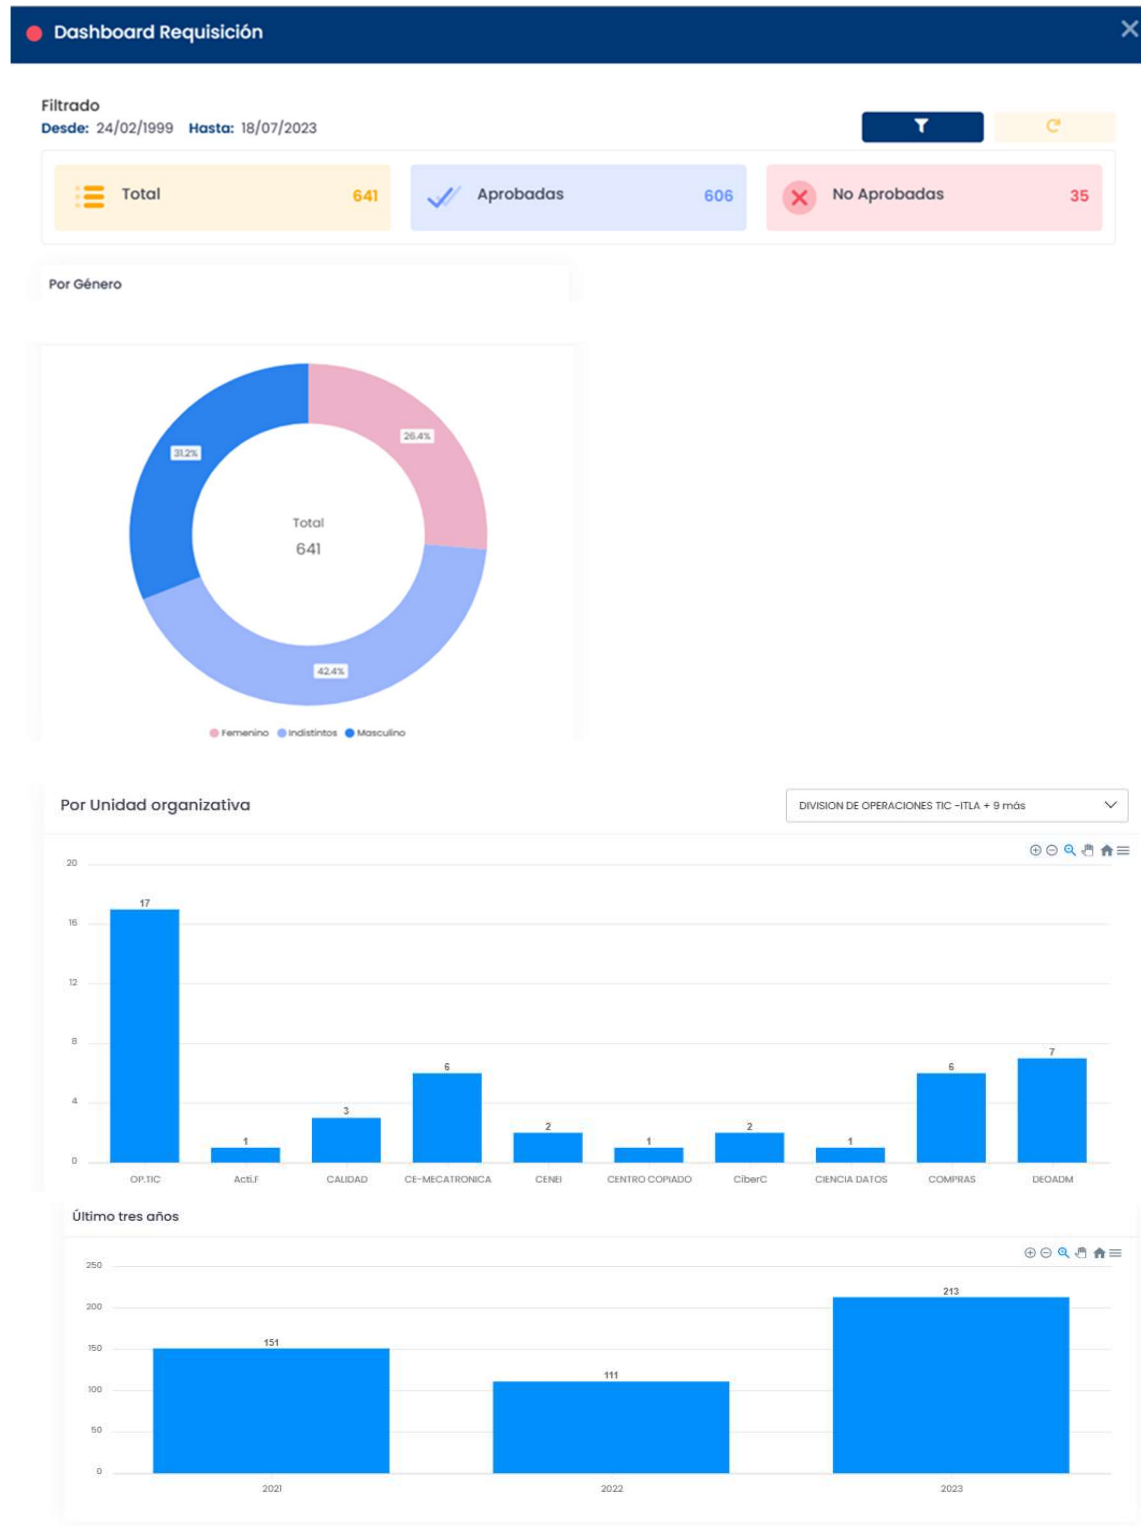 Dashboard Requisición
Filtrado
Desde: 24/02/1999 Hasta: 18/07/2023
Total 641
Aprobadas 606
No Aprobadas 35
Por Género
26.4%
31.2%
Total
641
42.4%
Femenino Indistintos Masculino
Por Unidad organizativa
DIVISION DE OPERACIONES TIC -ITLA + 9 más
20
17
16
12
8
7
6
6
4
3
2
2
1
1
1
0
OP.TIC Acti.F CALIDAD CE-MECATRONICA CENEI CENTRO COPIADO CiberC CIENCIA DATOS COMPRAS DEOADM
Último tres años
250
213
200
151
150
111
100
50
0
2021 2022 2023